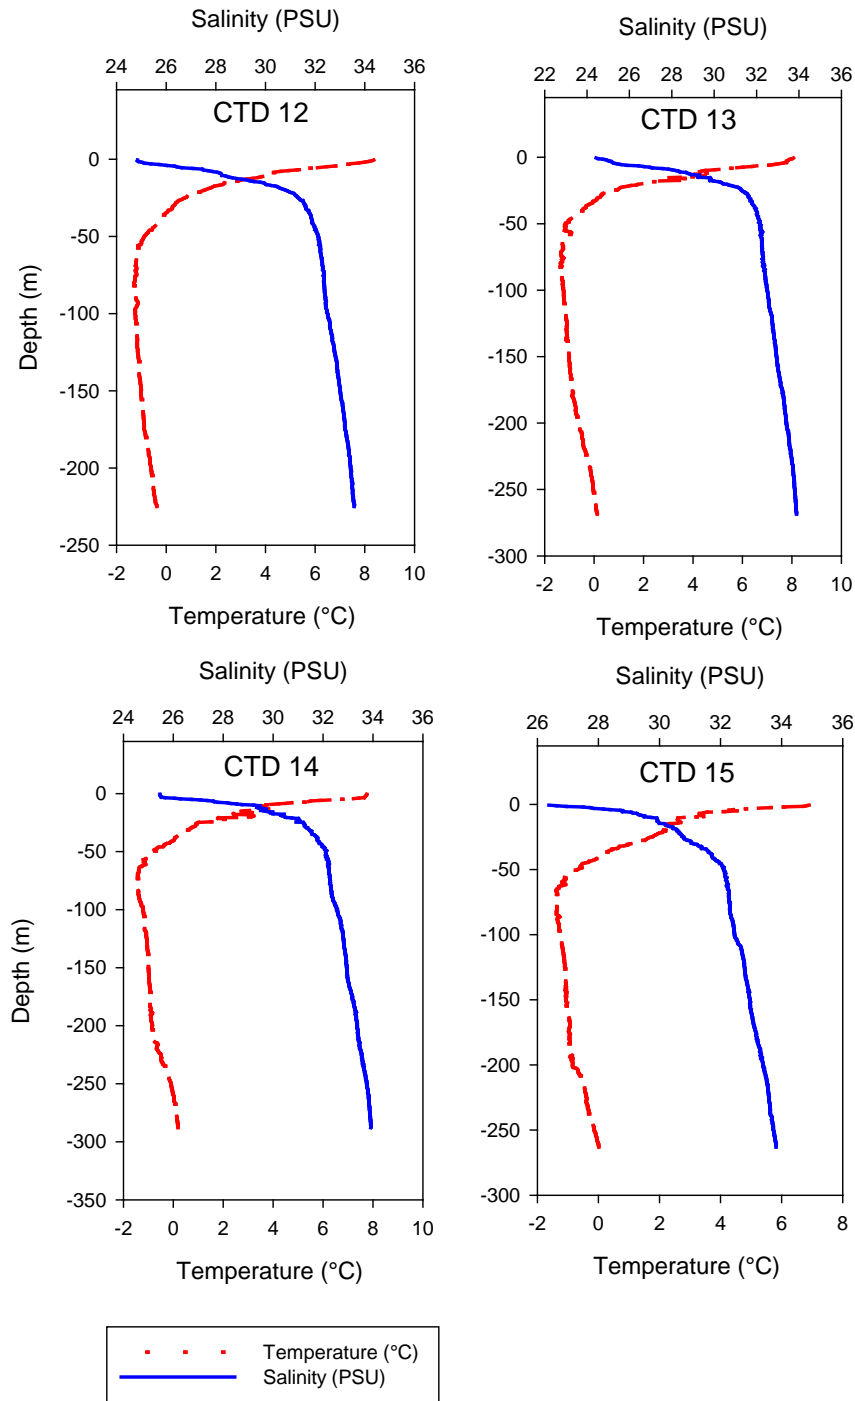 Salinity (PSU)
24 26 28 30 32 34 36
CTD 12
0
-50
-100
-150
-200
-250
Depth (m)
-2 0 2 4 6 8 10
Temperature (°C)
Salinity (PSU)
22 24 26 28 30 32 34 36
CTD 13
0
-50
-100
-150
-200
-250
-300
-2 0 2 4 6 8 10
Temperature (°C)
Salinity (PSU)
24 26 28 30 32 34 36
CTD 14
0
-50
-100
-150
-200
-250
-300
-350
Depth (m)
-2 0 2 4 6 8 10
Temperature (°C)
Salinity (PSU)
26 28 30 32 34 36
CTD 15
0
-50
-100
-150
-200
-250
-300
-2 0 2 4 6 8
Temperature (°C)
Temperature (°C)
Salinity (PSU)